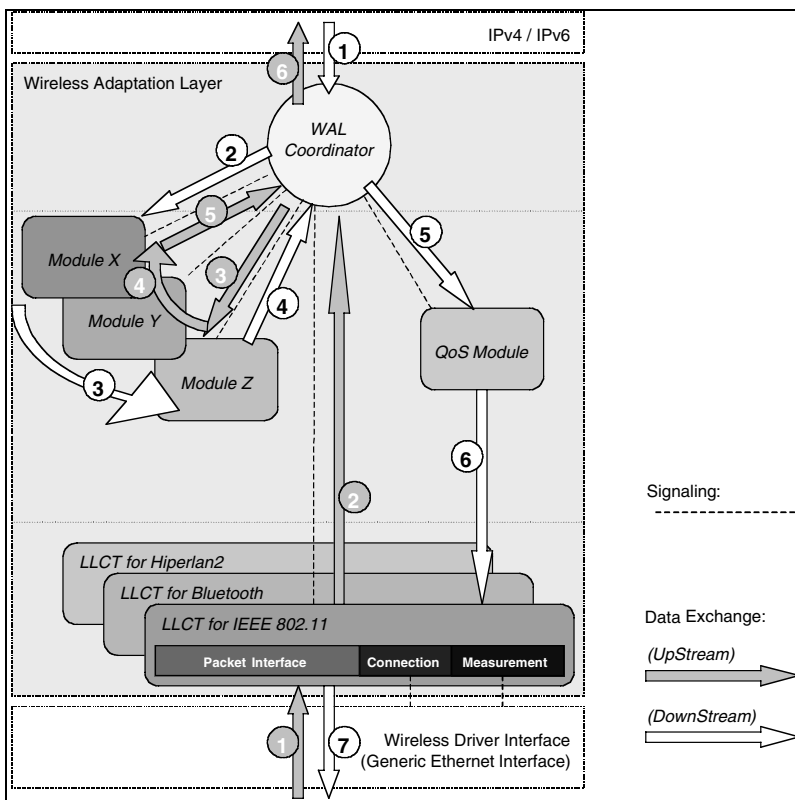 IPv4 / IPv6
1
6
Wireless Adaptation Layer
WAL
Coordinator
2
5
5
Module X
3
4
4
Module Y
QoS Module
3
Module Z
6
2
Signaling:
LLCT for Hiperlan2
LLCT for Bluetooth
LLCT for IEEE 802.11
Data Exchange:
Packet Interface
Connection
Measurement
(UpStream)
(DownStream)
1
7
Wireless Driver Interface
(Generic Ethernet Interface)